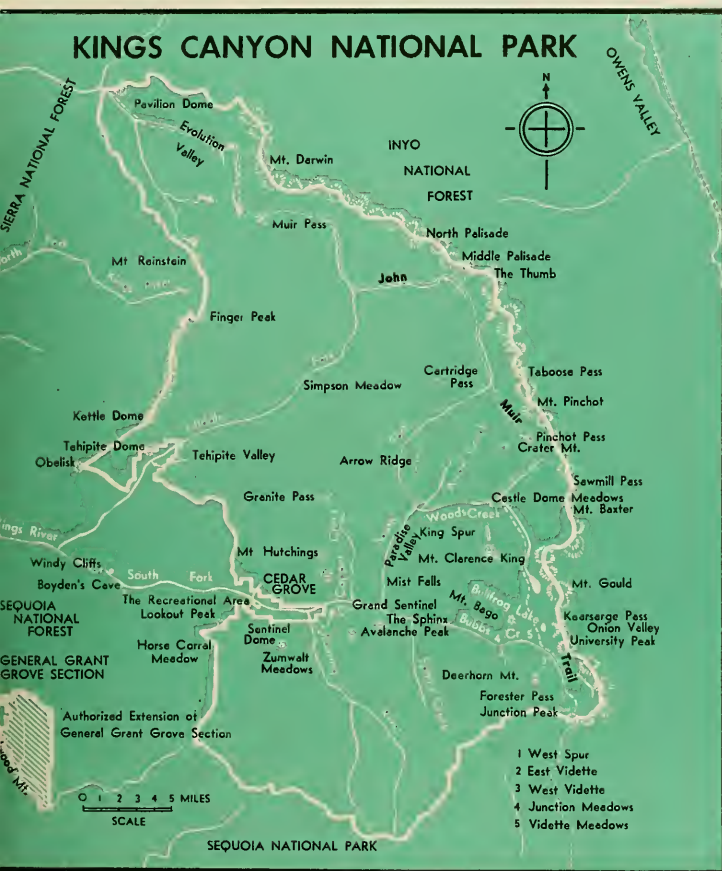 KINGS CANYON NATIONAL PARK
OWENS VALLEY
N
SIERRA NATIONAL FOREST
Pavilion Dome
Evolution
Valley
INYO
NATIONAL
FOREST
Mt. Darwin
Muir Pass
North Palisade
Middle Palisade
The Thumb
Mt Reinstein
John
Finger Peak
Cartridge
Pass
Taboose Pass
Simpson Meadow
Mt. Pinchot
Muir
Kettle Dome
Pinchot Pass
Crater Mt.
Tehipite Dome
Obelisk
Tehipite Valley
Arrow Ridge
Sawmill Pass
Granite Pass
Castle Dome Meadows
Mt. Baxter
Woods Creek
Kings River
Paradise
Valley
King Spur
Mt Hutchings
Mt. Clarence King
Windy Cliffs
South Fork
CEDAR
GROVE
Mist Falls
Mt. Gould
Boyden's Cave
Bullfrog Lake
The Recreational Area
Lookout Peak
Grand Sentinel
Mt. Bago
Kearsarge Pass
SEQUOIA
NATIONAL
FOREST
The Sphinx
Avalanche Peak
Bubbs 4 Cr. 5
Onion Valley
University Peak
Sentinel
Dome
Horse Corral
Meadow
Zumwalt
Meadows
Trail
GENERAL GRANT
GROVE SECTION
Deerhorn Mt.
Forester Pass
Junction Peak
Authorized Extension of
General Grant Grove Section
1 West Spur
2 East Vidette
3 West Vidette
4 Junction Meadows
5 Vidette Meadows
0 1 2 3 4 5 MILES
SCALE
SEQUOIA NATIONAL PARK